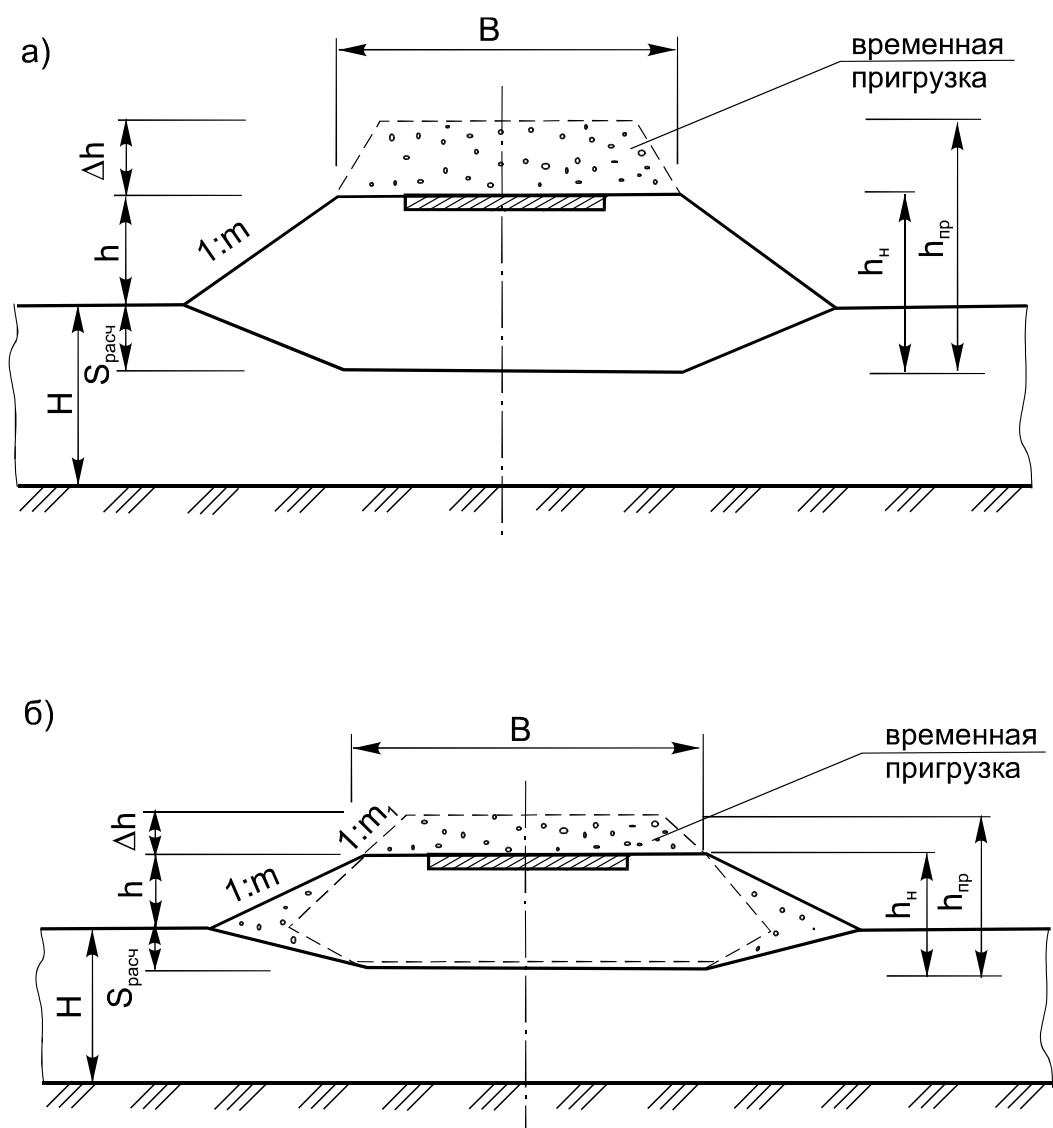 а)
B
временная
пригрузка
Δh
h
1:m
hн
hпр
Sрасч
H
б)
B
временная
пригрузка
Δh
1:m1
h
1:m
hн
hпр
Sрасч
H